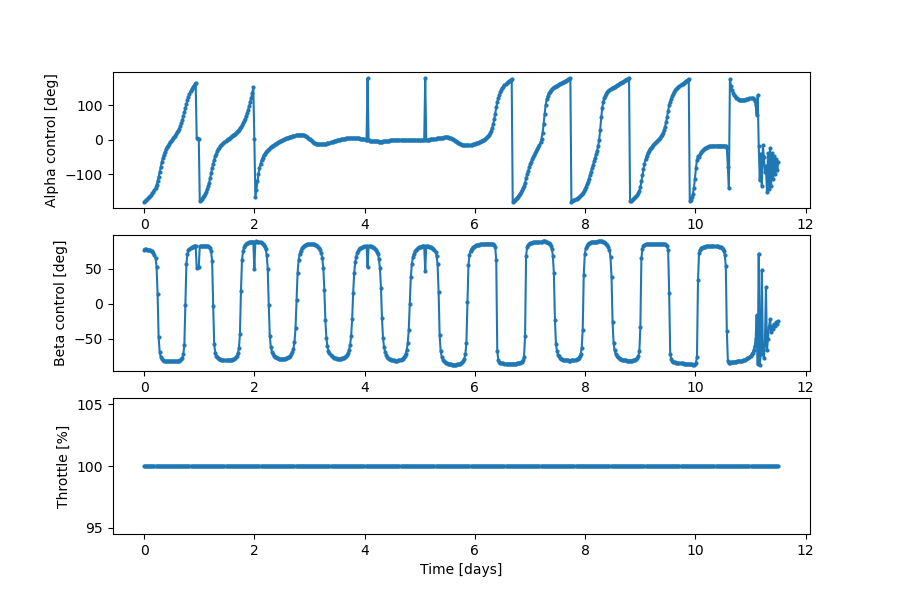 Alpha control [deg]
100
0
−100
0 2 4 6 8 10 12
Beta control [deg]
50
0
−50
0 2 4 6 8 10 12
Throttle [%]
105
100
95
0 2 4 6 8 10 12
Time [days]